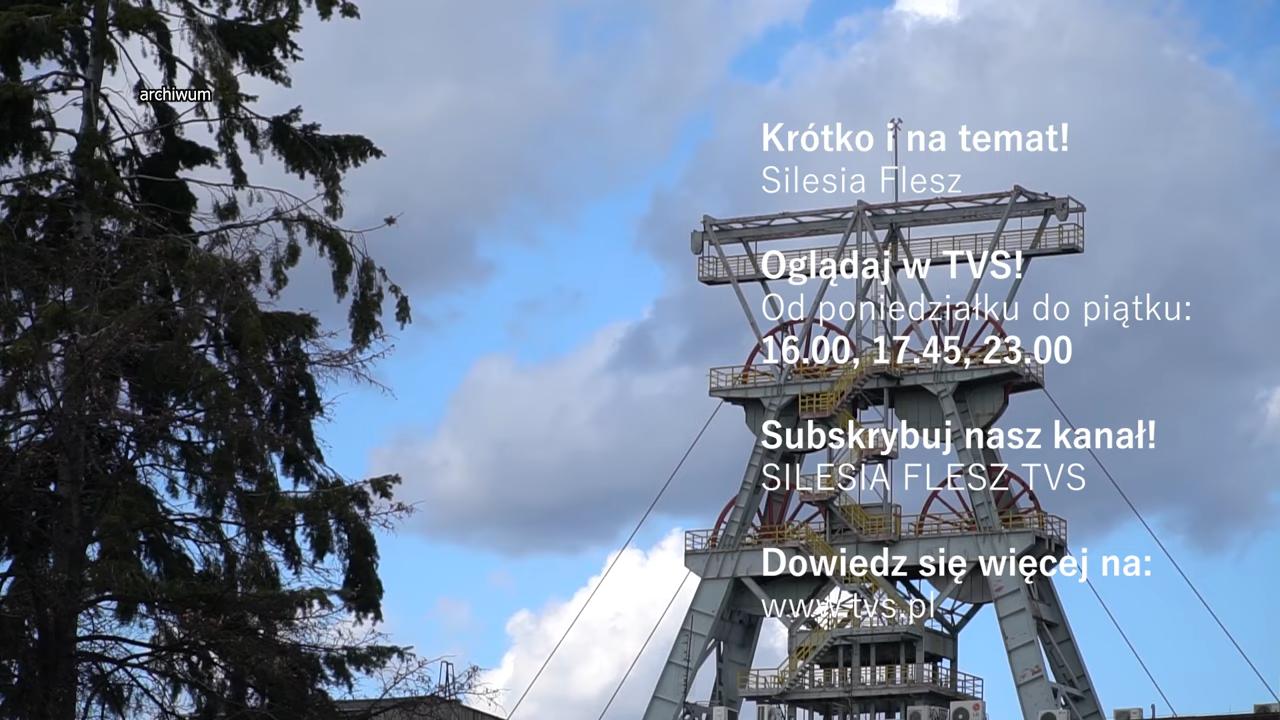 archiwum
Krótko i na temat!
Silesia Flesz
Oglądaj w TVS!
Od poniedziałku do piątku:
16.00, 17.45, 23.00
Subskrybuj nasz kanał!
SILESIA FLESZ TVS
Dowiedz się więcej na:
www.tvs.pl